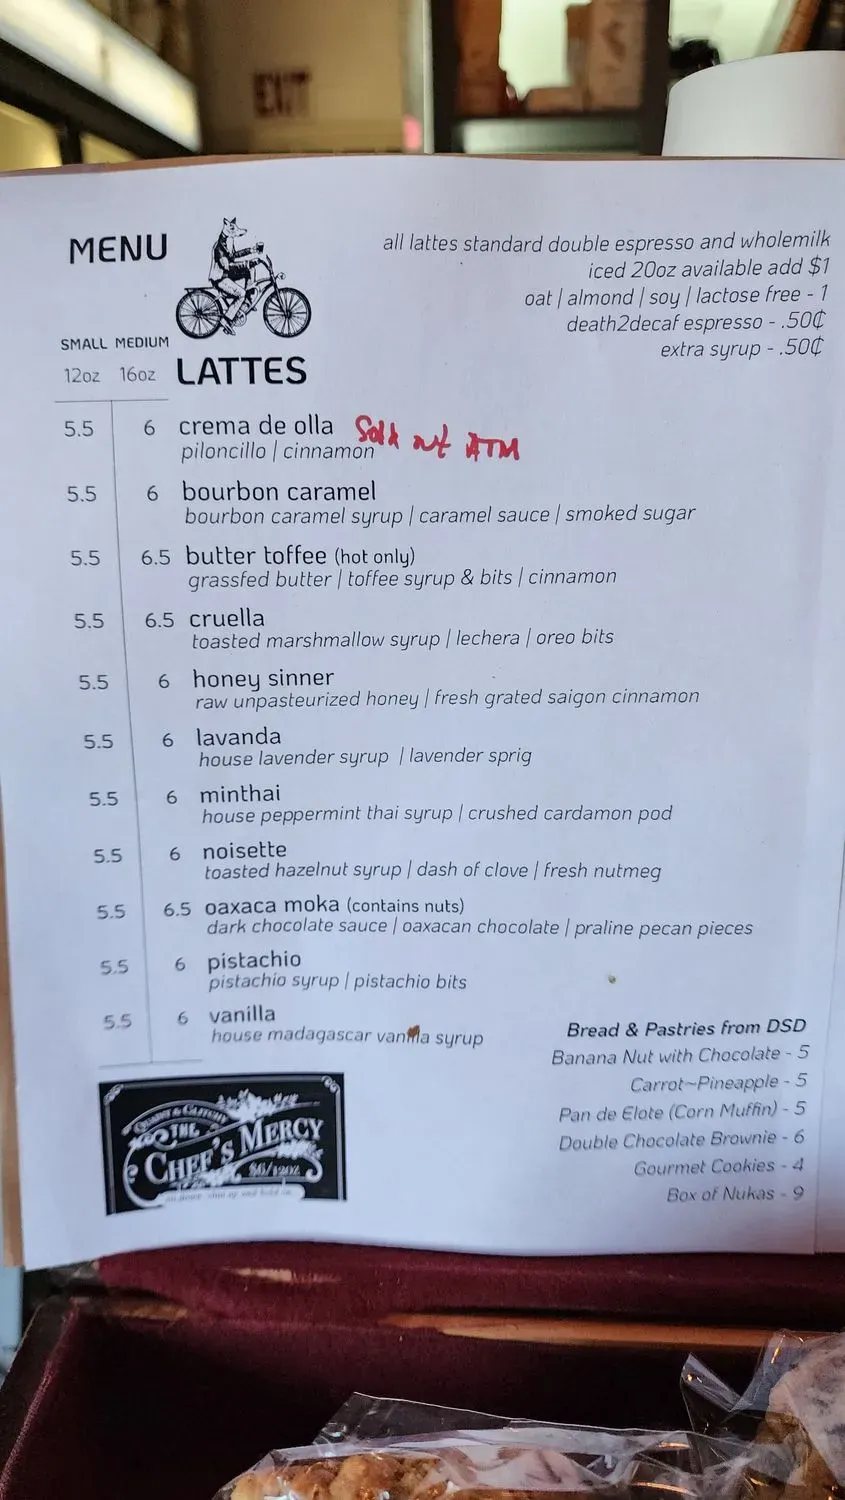 EXIT
MENU
all lattes standard double espresso and wholemilk
iced 20oz available add $1
oat | almond | soy | lactose free - 1
death2decaf espresso - .50¢
extra syrup - .50¢
SMALL MEDIUM
12oz 16oz LATTES
5.5 6 crema de olla Sold out ATM
piloncillo | cinnamon
5.5 6 bourbon caramel
bourbon caramel syrup | caramel sauce | smoked sugar
5.5 6.5 butter toffee (hot only)
grassfed butter | toffee syrup & bits | cinnamon
5.5 6.5 cruella
toasted marshmallow syrup | lechera | oreo bits
5.5 6 honey sinner
raw unpasteurized honey | fresh grated saigon cinnamon
5.5 6 lavanda
house lavender syrup | lavender sprig
5.5 6 minthai
house peppermint thai syrup | crushed cardamon pod
5.5 6 noisette
toasted hazelnut syrup | dash of clove | fresh nutmeg
5.5 6.5 oaxaca moka (contains nuts)
dark chocolate sauce | oaxacan chocolate | praline pecan pieces
5.5 6 pistachio
pistachio syrup | pistachio bits
5.5 6 vanilla
house madagascar vanilla syrup
Bread & Pastries from DSD
Banana Nut with Chocolate - 5
Carrot~Pineapple - 5
Pan de Elote (Corn Muffin) - 5
Double Chocolate Brownie - 6
Gourmet Cookies - 4
Box of Nukas - 9
THE
CHEF'S MERCY
$6/12oz